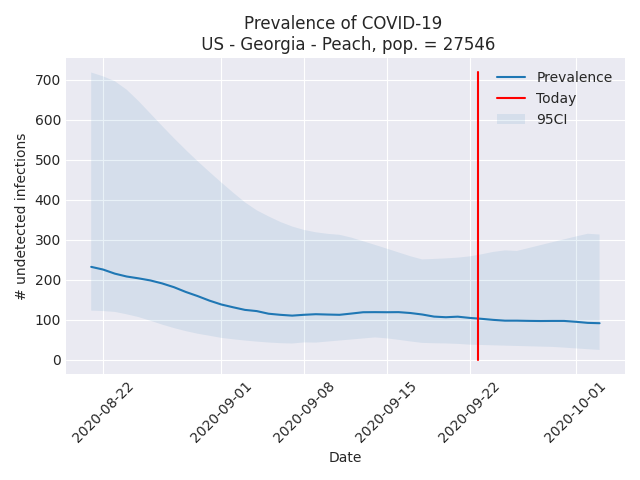 Prevalence of COVID-19
US - Georgia - Peach, pop. = 27546
Prevalence
Today
95CI
# undetected infections
700
600
500
400
300
200
100
0
2020-08-22
2020-09-01
2020-09-08
2020-09-15
2020-09-22
2020-10-01
Date